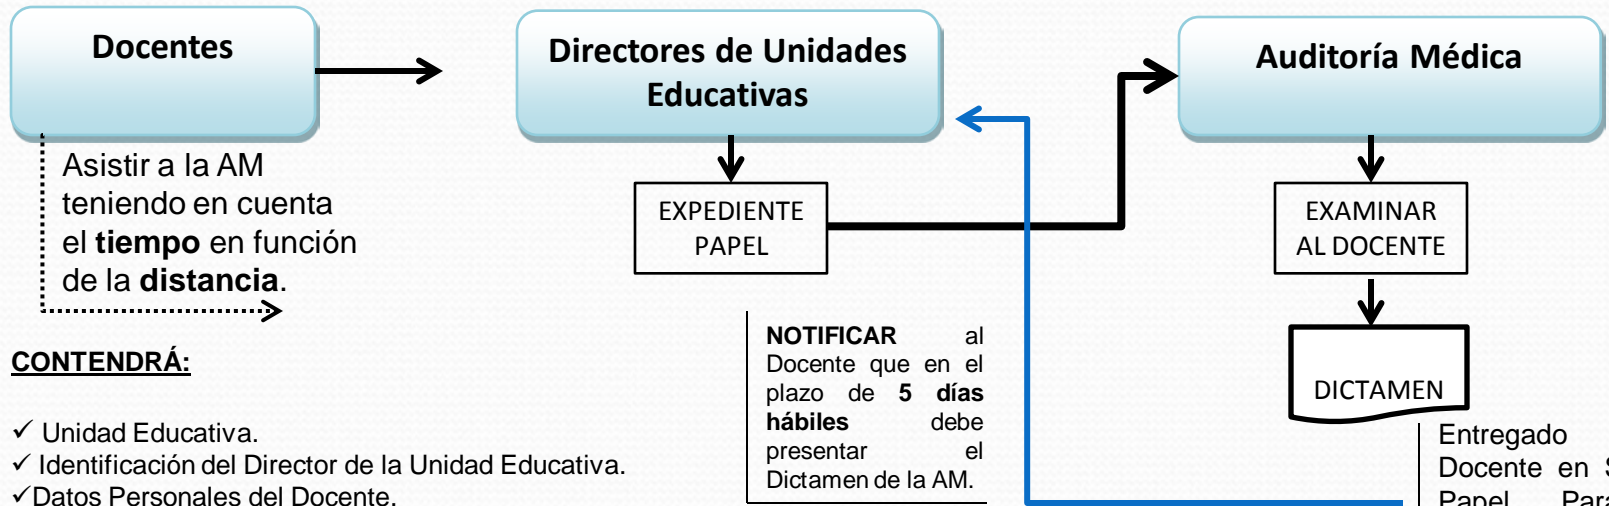 Docentes
Directores de Unidades
Educativas
Auditoría Médica
Asistir a la AM
teniendo en cuenta
el tiempo en función
de la distancia.
EXPEDIENTE
PAPEL
EXAMINAR
AL DOCENTE
DICTAMEN
NOTIFICAR al
Docente que en el
plazo de 5 días
hábiles debe
presentar el
Dictamen de la AM.
CONTENDRÁ:
✓ Unidad Educativa.
✓ Identificación del Director de la Unidad Educativa.
✓Datos Personales del Docente.
Entregado
Docente en
Papel Para